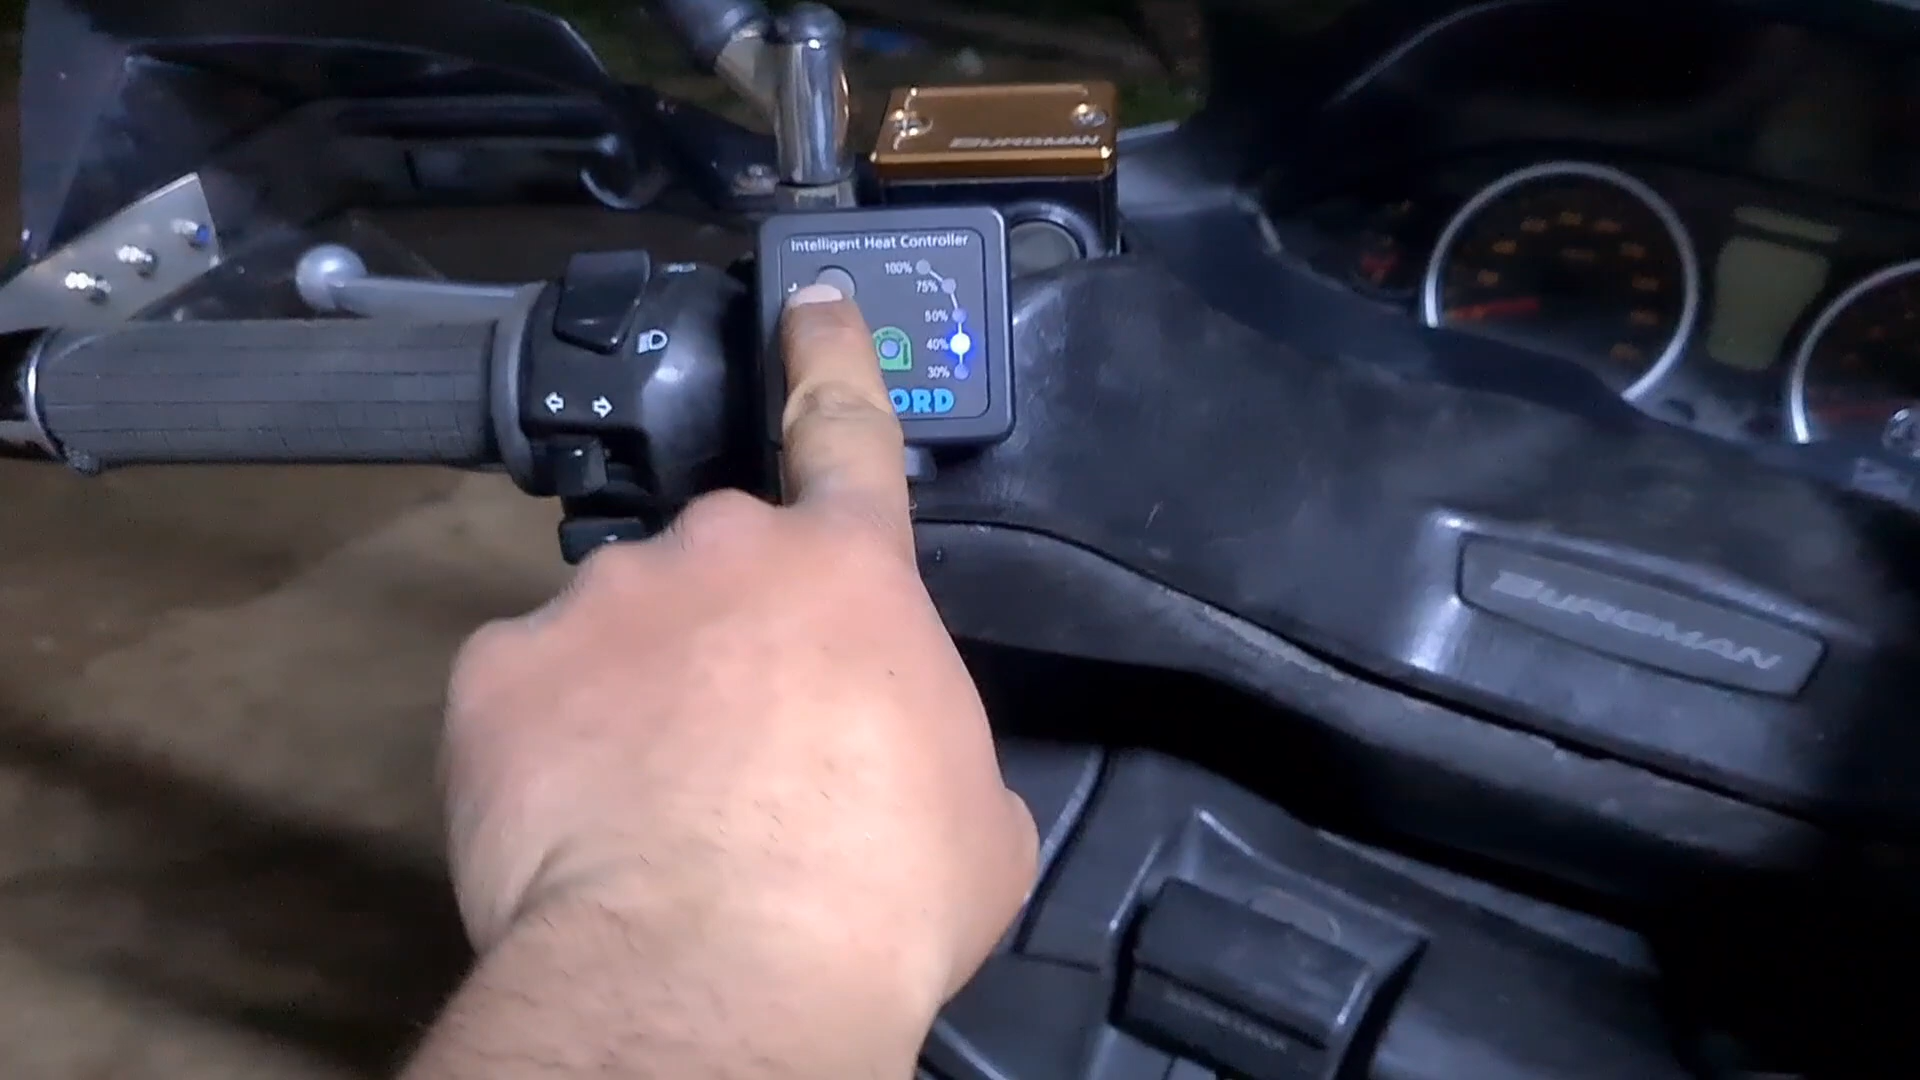 BURGMAN
Intelligent Heat Controller
100%
75%
50%
40%
30%
ORD
BURGMAN